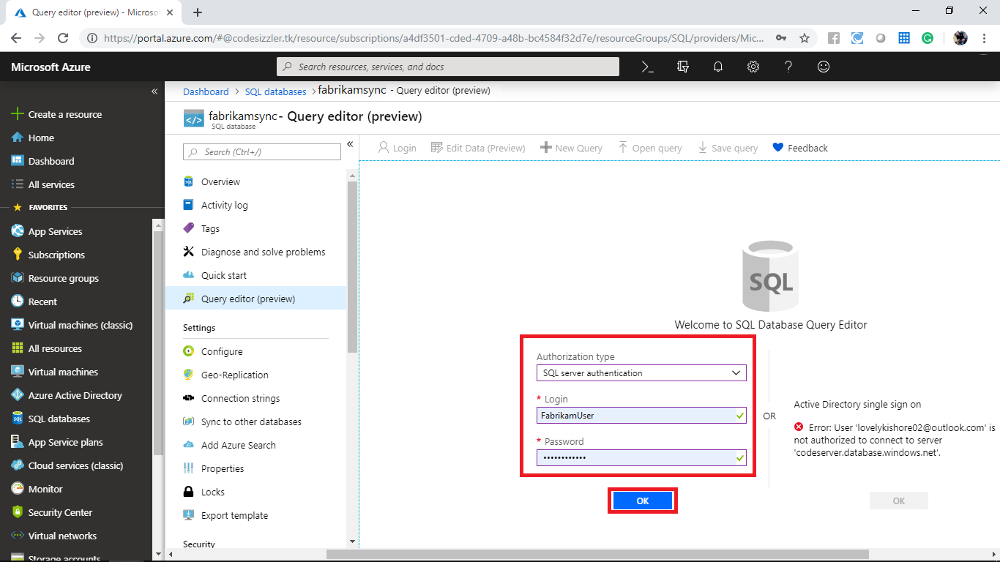 Query editor (preview) - Microso
https://portal.azure.com/#@codesizzler.tk/resource/subscriptions/a4df3501-cded-4709-a48b-bc4584f32d7e/resourceGroups/SQL/providers/Mic...
Microsoft Azure
Search resources, services, and docs
Create a resource
Home
Dashboard
All services
FAVORITES
App Services
Subscriptions
Resource groups
Recent
Virtual machines (classic)
All resources
Virtual machines
Azure Active Directory
SQL databases
App Service plans
Cloud services (classic)
Monitor
Security Center
Virtual networks
Storage accounts
Dashboard > SQL databases > fabrikamsync - Query editor (preview)
fabrikamsync - Query editor (preview)
SQL database
Search (Ctrl+/)
Overview
Activity log
Tags
Diagnose and solve problems
Quick start
Query editor (preview)
Settings
Configure
Geo-Replication
Connection strings
Sync to other databases
Add Azure Search
Properties
Locks
Export template
Security
Login Edit Data (Preview) New Query Open query Save query Feedback
SQL
Welcome to SQL Database Query Editor
Authorization type
SQL server authentication
* Login
FabrikamUser
* Password
••••••••••••
OK
OR
Active Directory single sign on
Error: User 'lovelykishore02@outlook.com' is
not authorized to connect to server
'codeserver.database.windows.net'.
OK